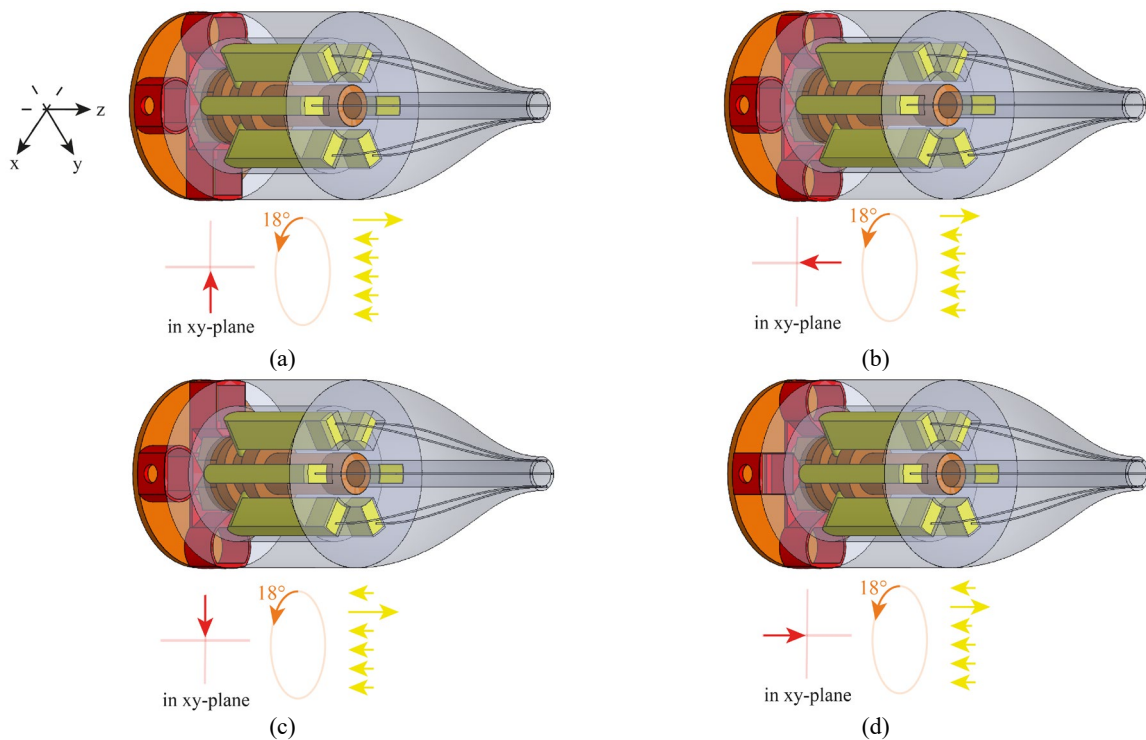 z
x
y
18°
in xy-plane
(a)
18°
in xy-plane
(b)
18°
in xy-plane
(c)
18°
in xy-plane
(d)